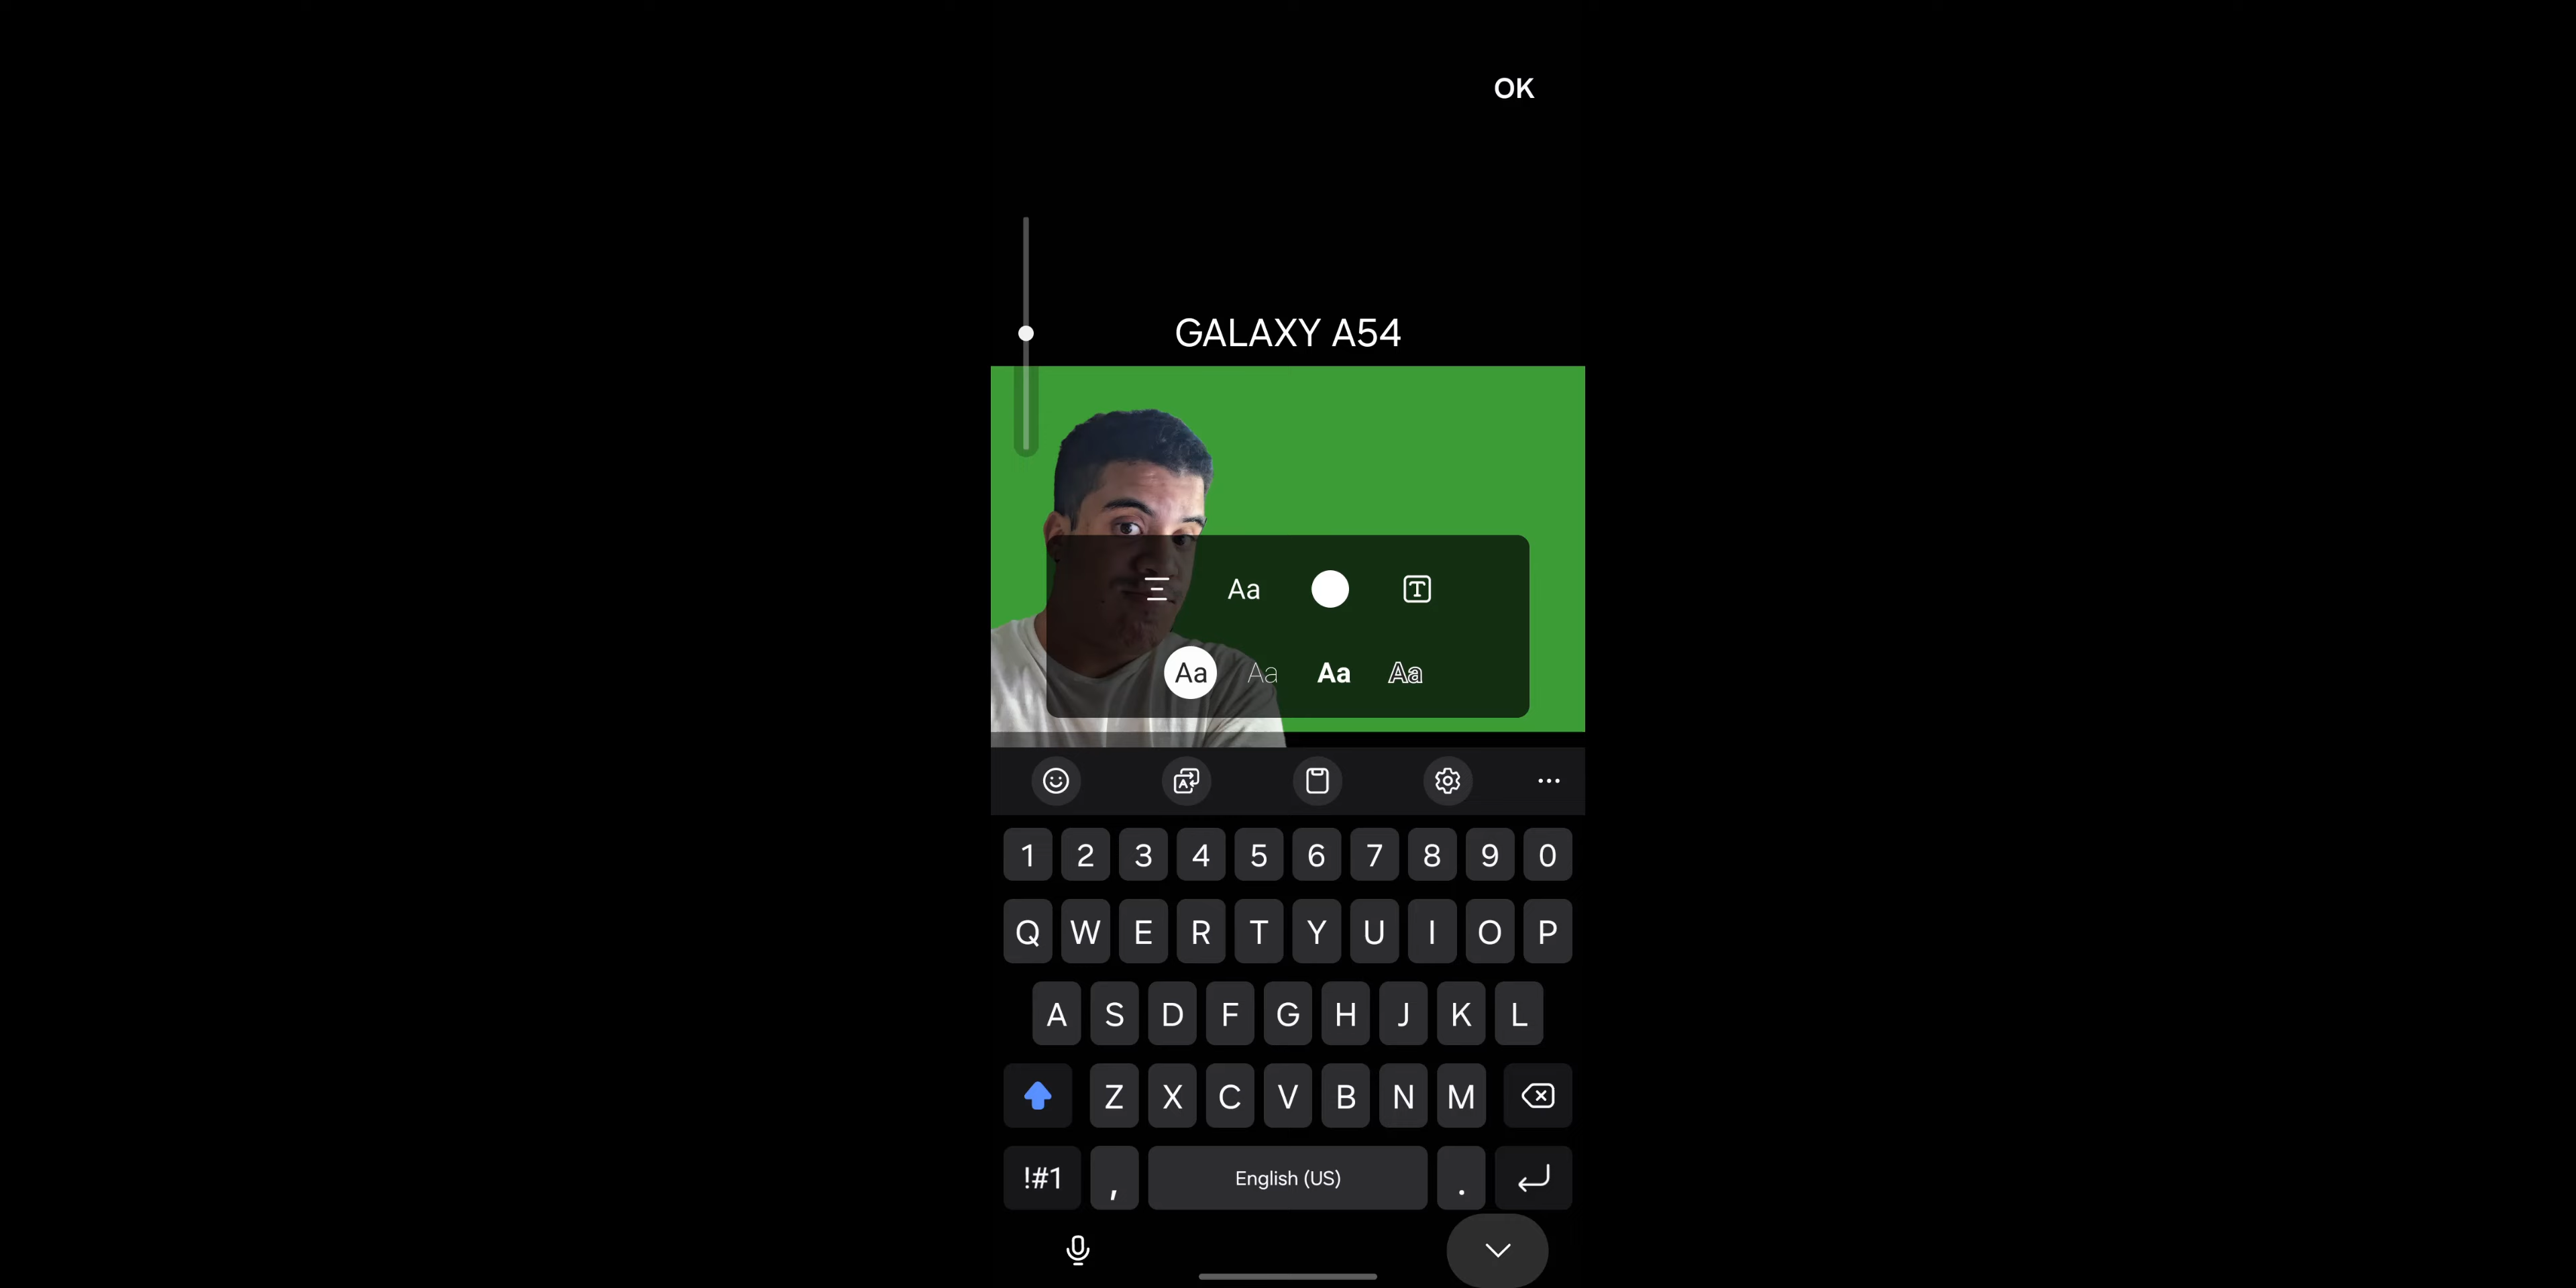 OK
GALAXY A54
Aa
Aa Aa Aa Aa
1 2 3 4 5 6 7 8 9 0
Q W E R T Y U I O P
A S D F G H J K L
Z X C V B N M
!#1 , English (US) .